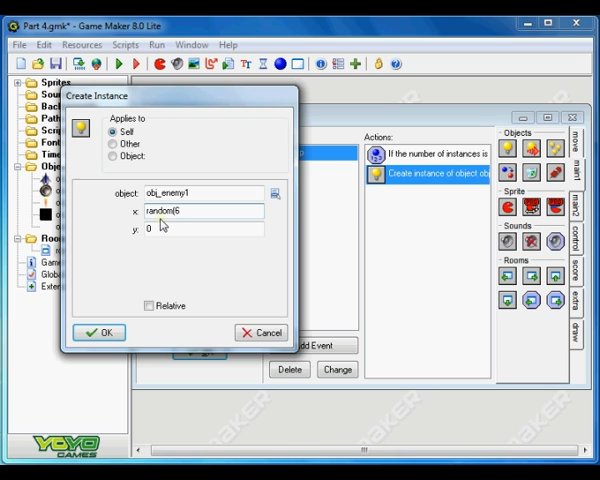 Part 4.gmk* - Game Maker 8.0 Lite
File Edit Resources Scripts Run Window Help
Sprites
Create Instance
Applies to
Self
Other
Object:
object: obj_enemy1
x: random(6
y: 0
Relative
OK
Cancel
Add Event
Delete
Change
Actions:
If the number of instances is
Create instance of object obj
Objects
Sprite
Sounds
Rooms
move
main1
main2
control
score
extra
draw
YOYO
GAMES